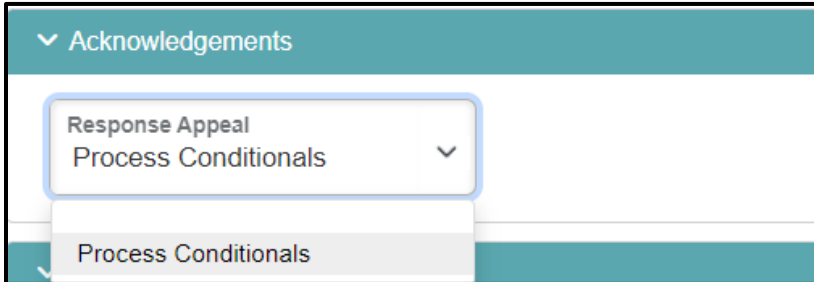 Acknowledgements
Response Appeal
Process Conditionals
Process Conditionals